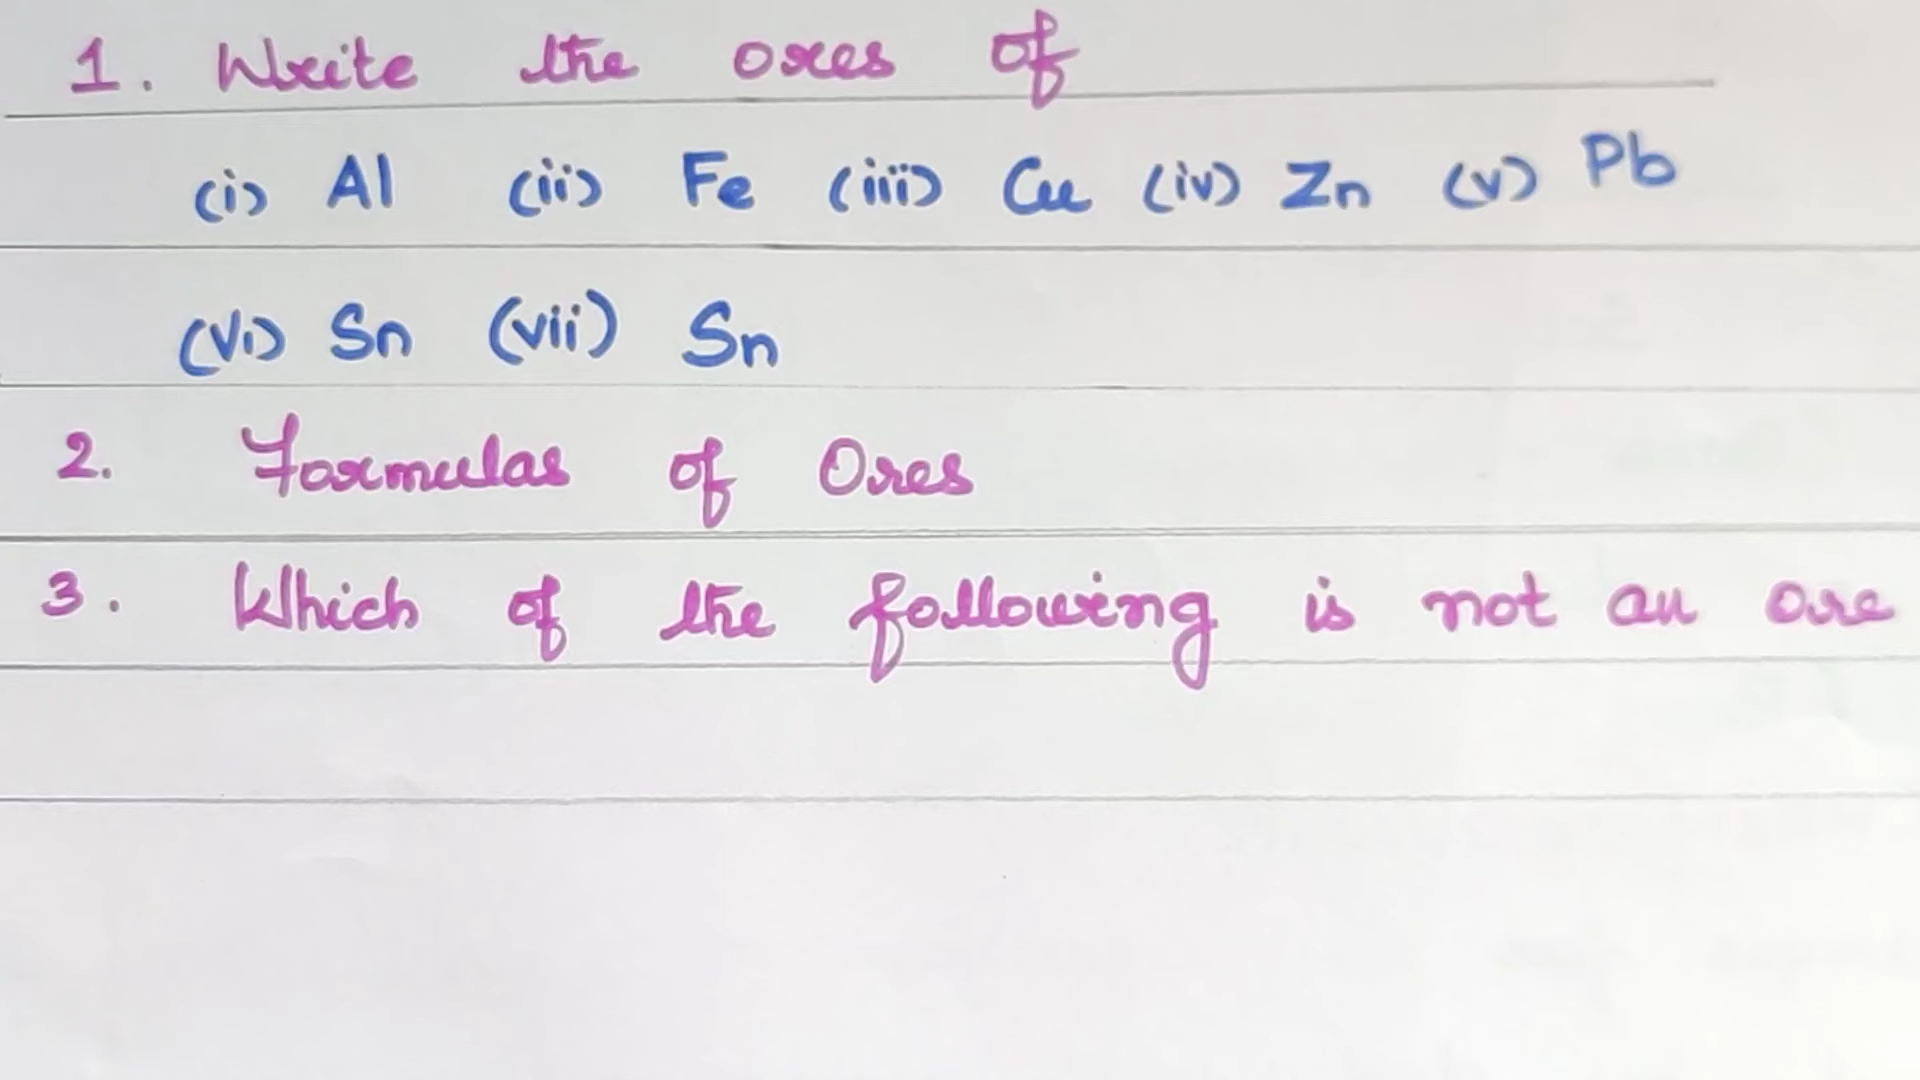 1. Write the ores of
(i) Al (ii) Fe (iii) Cu (iv) Zn (v) Pb
(vi) Sn (vii) Sn
2. Formulas of Ores
3. Which of the following is not an ore